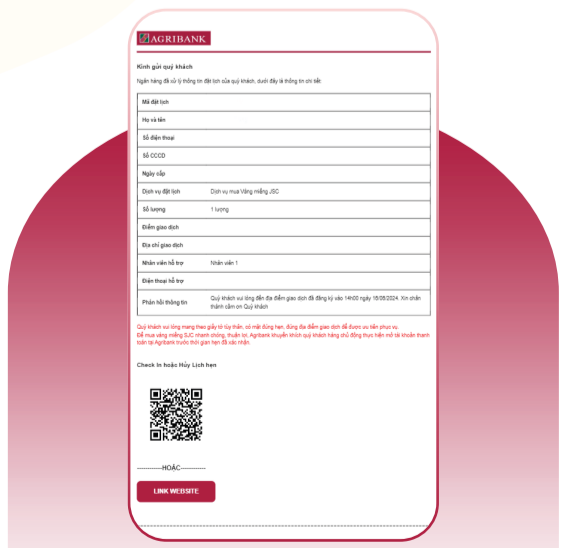 AGRIBANK
Kính gửi quý khách
Ngân hàng đã xử lý thông tin đặt lịch của quý khách, dưới đây là thông tin chi tiết:
Mã đặt lịch
Họ và tên
Số điện thoại
Số CCCD
Ngày cấp
Dịch vụ đặt lịch Dịch vụ mua Vàng miếng JSC
Số lượng 1 lượng
Điểm giao dịch
Địa chỉ giao dịch
Nhân viên hỗ trợ Nhân viên 1
Điện thoại hỗ trợ
Phản hồi thông tin Quý khách vui lòng đến địa điểm giao dịch đã đăng ký vào 14h00 ngày 18/08/2024. Xin chân
thành cảm ơn Quý khách
Quý khách vui lòng mang theo giấy tờ tùy thân, có mặt đúng hẹn, đúng địa điểm giao dịch để được ưu tiên phục vụ.
Để mua vàng miếng SJC nhanh chóng, thuận lợi, Agribank khuyến khích quý khách hàng chủ động thực hiện mở tài khoản thanh
toán tại Agribank trước thời gian hẹn đã xác nhận.
Check In hoặc Hủy Lịch hẹn
------------HOẶC------------
LINK WEBSITE